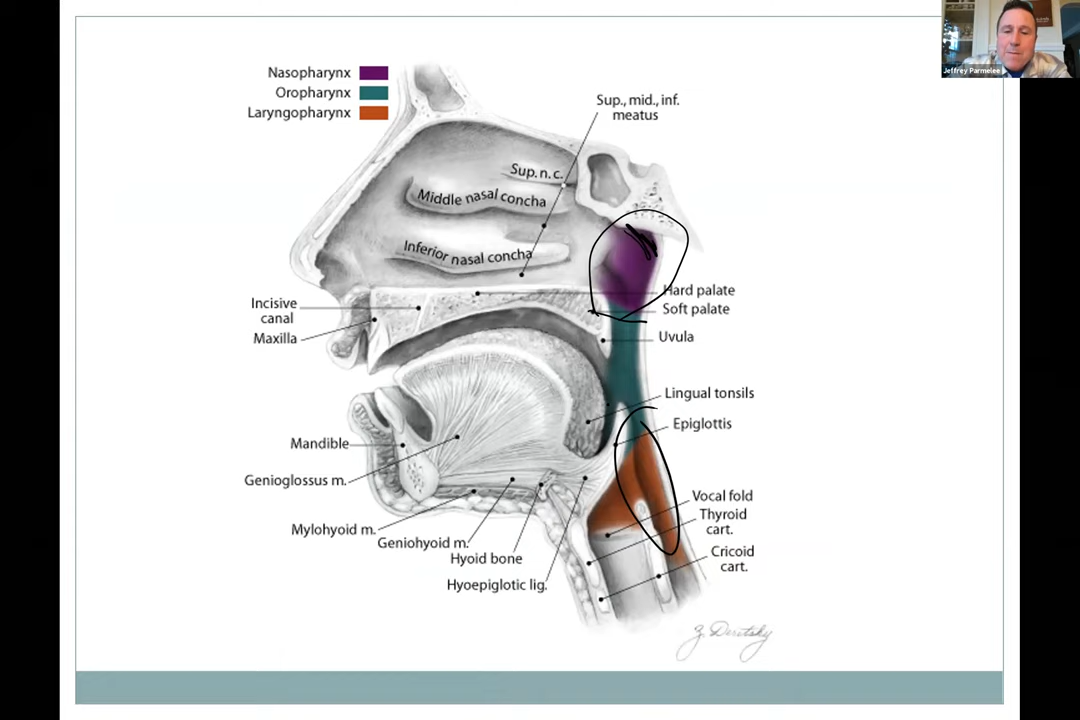 Jeffrey Parmelee
Nasopharynx
Oropharynx
Laryngopharynx
Sup., mid., inf.
meatus
Sup. n. c.
Middle nasal concha
Inferior nasal concha
Hard palate
Soft palate
Incisive
canal
Maxilla
Uvula
Lingual tonsils
Epiglottis
Mandible
Genioglossus m.
Vocal fold
Thyroid
cart.
Mylohyoid m.
Geniohyoid m.
Hyoid bone
Cricoid
cart.
Hyoepiglotic lig.